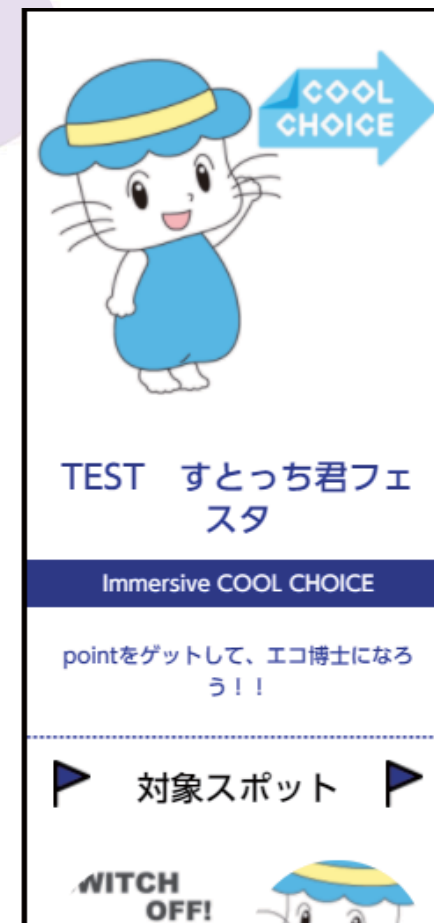 COOL
CHOICE
TEST　すとっち君フェ
スタ
Immersive COOL CHOICE
pointをゲットして、エコ博士になろ
う！！
対象スポット
WITCH
OFF!